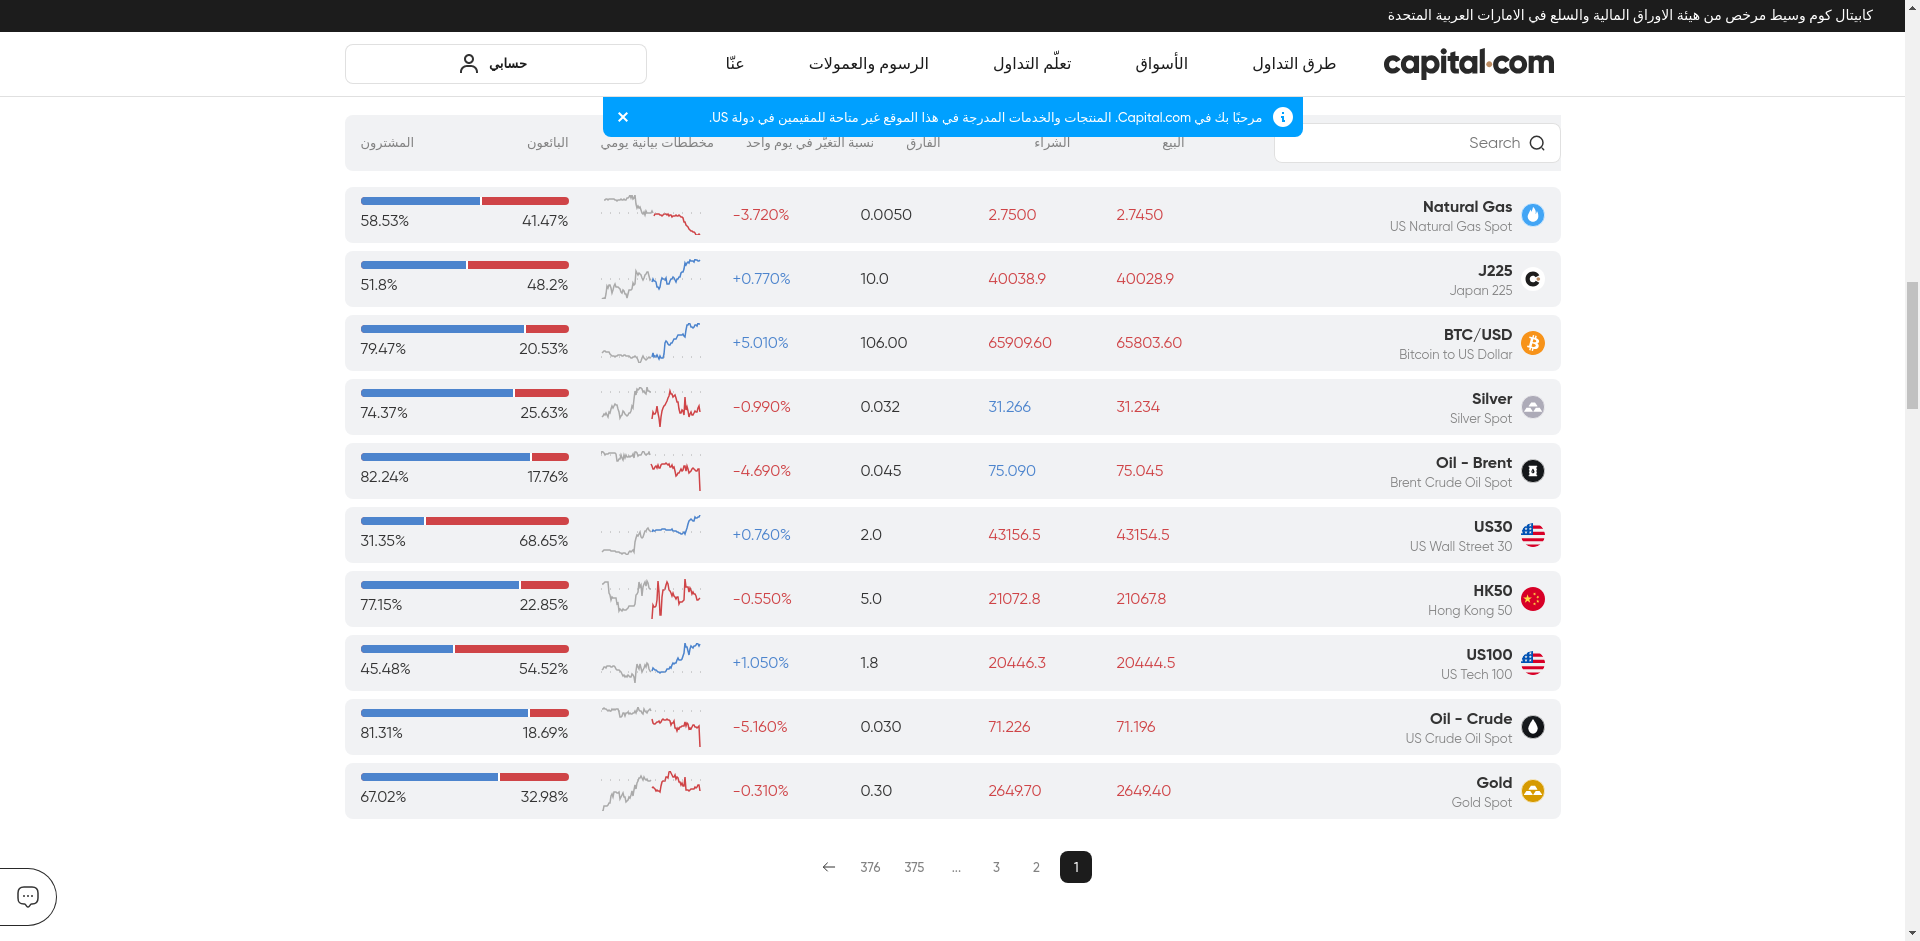 كابيتال كوم وسيط مرخص من هيئة الاوراق المالية والسلع في الامارات العربية المتحدة
capital.com
طرق التداول
الأسواق
تعلّم التداول
الرسوم والعمولات
عنّا
حسابي
مرحبًا بك في Capital.com. المنتجات والخدمات المدرجة في هذا الموقع غير متاحة للمقيمين في دولة US.
Search
البيع
الشراء
الفارق
نسبة التغيّر في يوم واحد
مخططات بيانية يومي
البائعون
المشترون
Natural Gas
US Natural Gas Spot
2.7450
2.7500
0.0050
-3.720%
41.47%
58.53%
J225
Japan 225
40028.9
40038.9
10.0
+0.770%
48.2%
51.8%
BTC/USD
Bitcoin to US Dollar
65803.60
65909.60
106.00
+5.010%
20.53%
79.47%
Silver
Silver Spot
31.234
31.266
0.032
-0.990%
25.63%
74.37%
Oil - Brent
Brent Crude Oil Spot
75.045
75.090
0.045
-4.690%
17.76%
82.24%
US30
US Wall Street 30
43154.5
43156.5
2.0
+0.760%
68.65%
31.35%
HK50
Hong Kong 50
21067.8
21072.8
5.0
-0.550%
22.85%
77.15%
US100
US Tech 100
20444.5
20446.3
1.8
+1.050%
54.52%
45.48%
Oil - Crude
US Crude Oil Spot
71.196
71.226
0.030
-5.160%
18.69%
81.31%
Gold
Gold Spot
2649.40
2649.70
0.30
-0.310%
32.98%
67.02%
1
2
3
...
375
376